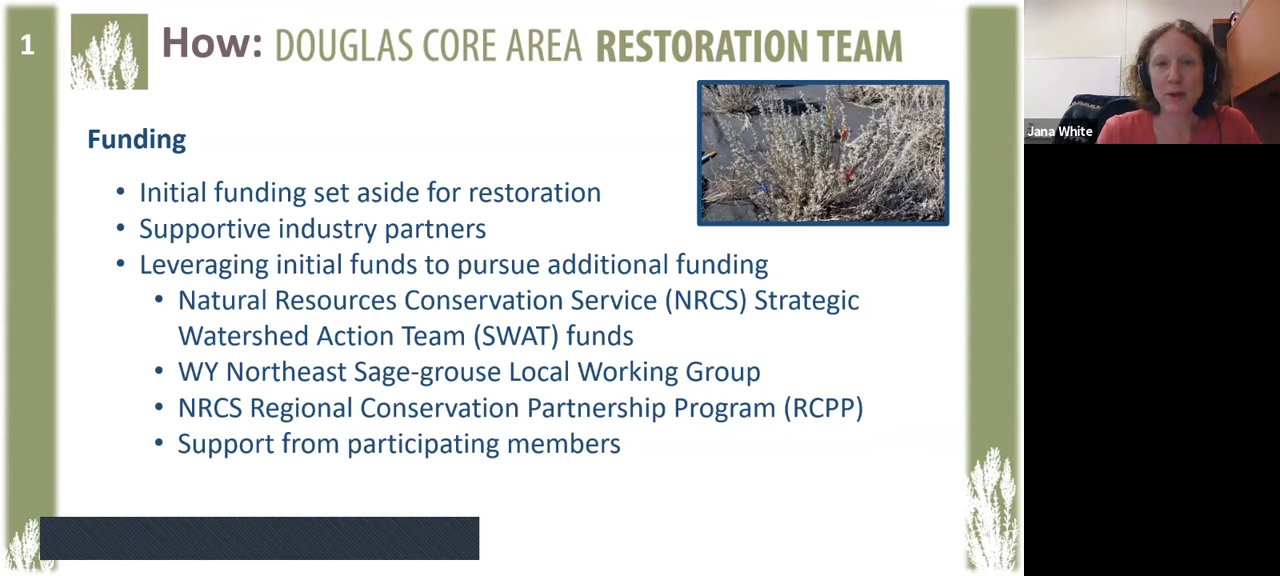 1
How: DOUGLAS CORE AREA RESTORATION TEAM
Jana White
Funding
• Initial funding set aside for restoration
• Supportive industry partners
• Leveraging initial funds to pursue additional funding
• Natural Resources Conservation Service (NRCS) Strategic
Watershed Action Team (SWAT) funds
• WY Northeast Sage-grouse Local Working Group
• NRCS Regional Conservation Partnership Program (RCPP)
• Support from participating members